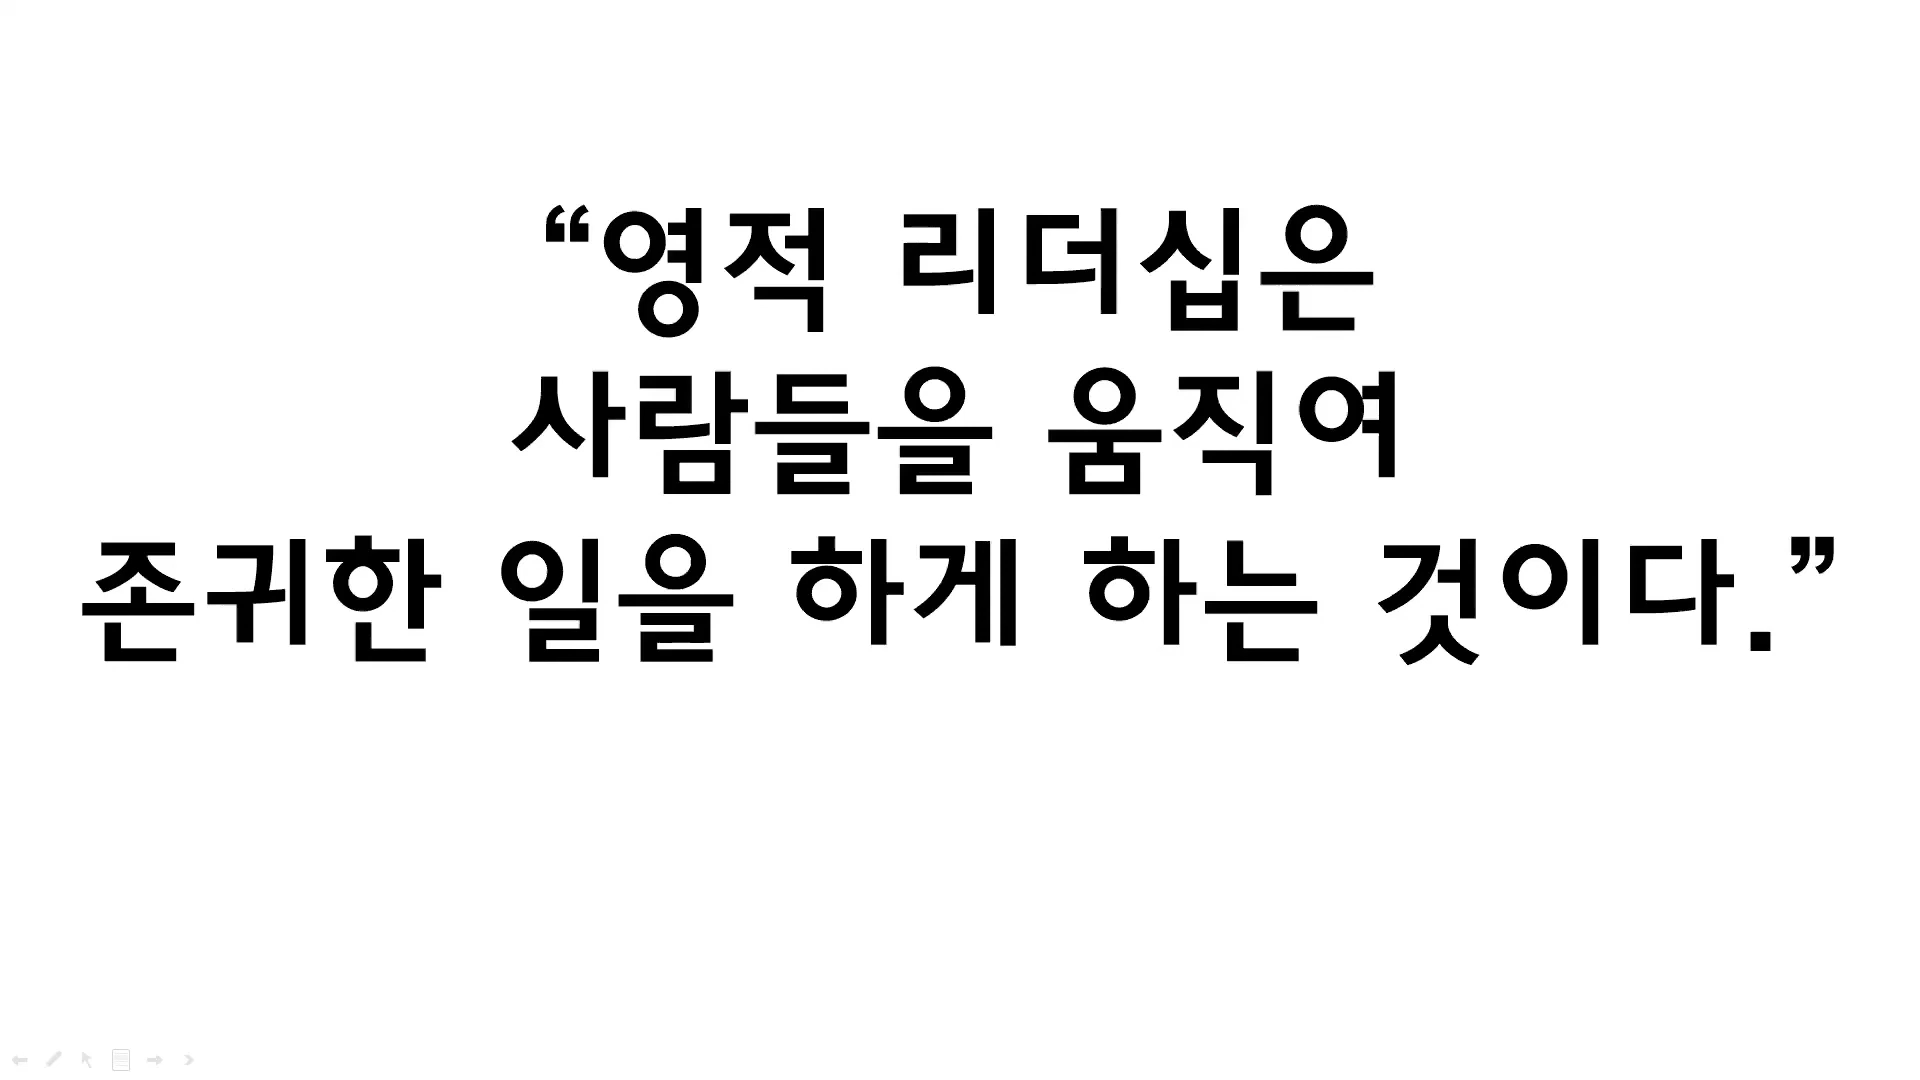 “영적 리더십은
사람들을 움직여
존귀한 일을 하게 하는 것이다.”